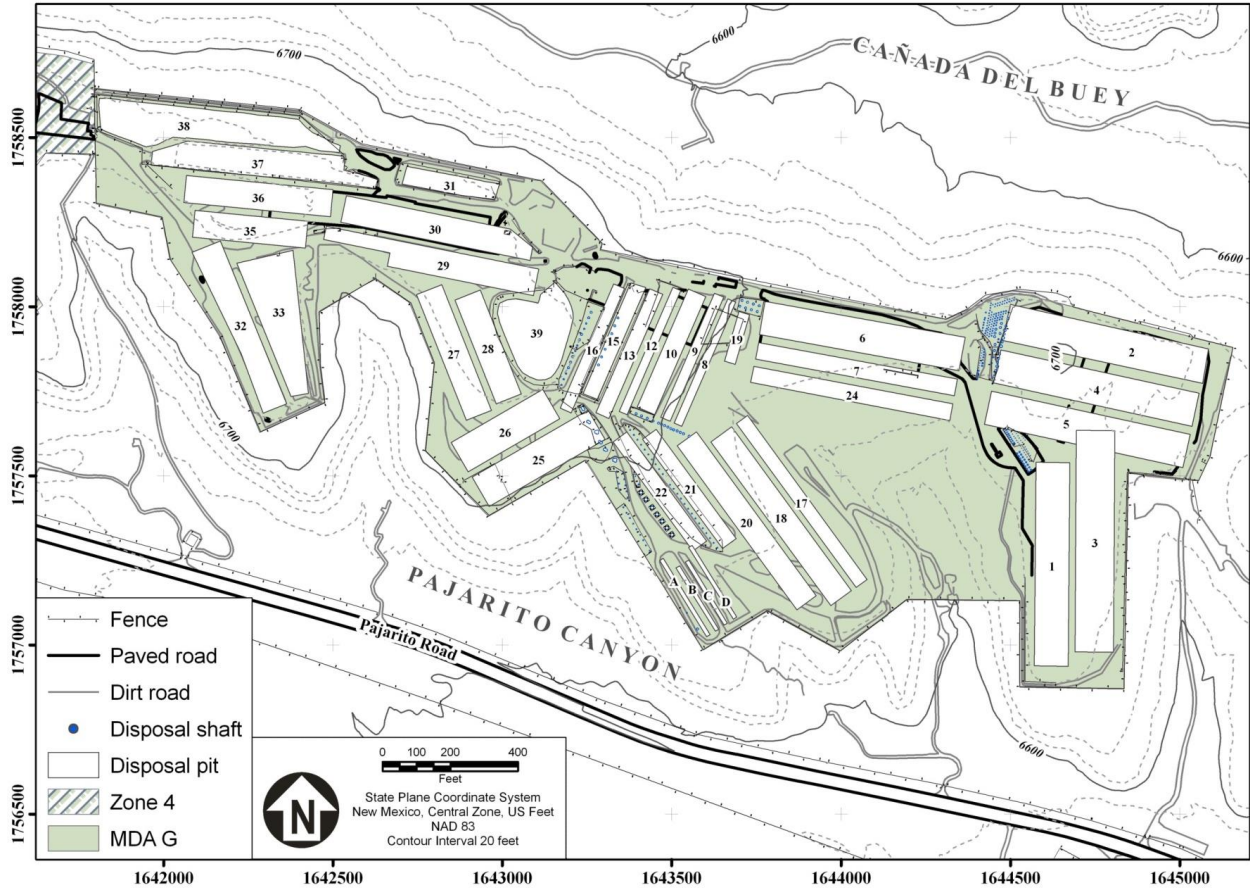 6600
CAÑADA DEL BUEY
6700
1758500
38
37
31
36
30
35
29
6600
1758000
33
32
27
28
39
16
15
13
12
10
9
8
19
6
7
24
2
6700
4
5
6700
26
25
1757500
22
21
20
18
17
1
3
A
B
C
D
PAJARITO CANYON
Pajarito Road
1757000
6600
Fence
Paved road
Dirt road
Disposal shaft
Disposal pit
Zone 4
MDA G
N
0 100 200 400
Feet
State Plane Coordinate System
New Mexico, Central Zone, US Feet
NAD 83
Contour Interval 20 feet
1756500
1642000 1642500 1643000 1643500 1644000 1644500 1645000